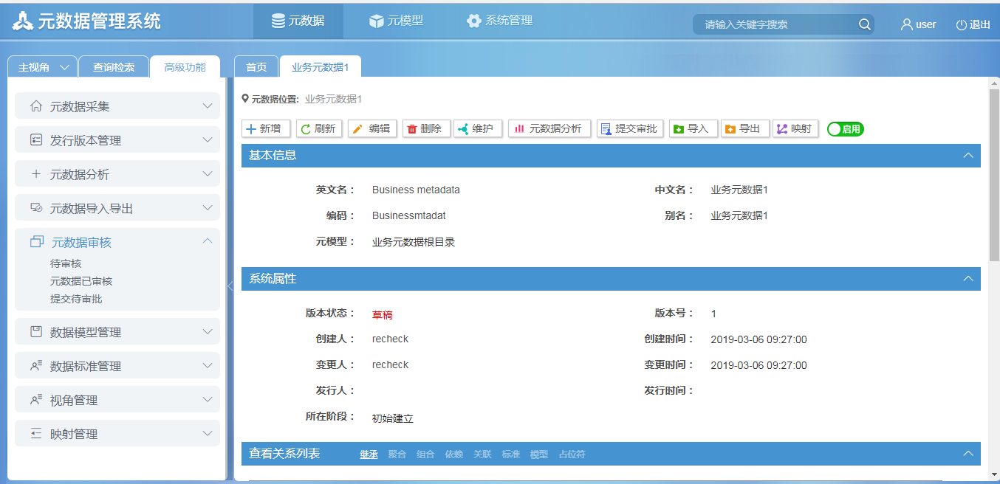 元数据管理系统
元数据
元模型
系统管理
请输入关键字搜索
user
退出
主视角
查询检索
高级功能
首页
业务元数据1
元数据采集
发行版本管理
元数据分析
元数据导入导出
元数据审核
待审核
元数据已审核
提交待审批
数据模型管理
数据标准管理
视角管理
映射管理
元数据位置: 业务元数据1
新增 刷新 编辑 删除 维护 元数据分析 提交审批 导入 导出 映射 启用
基本信息
英文名： Business metadata 中文名： 业务元数据1
编码： Businessmtadat 别名： 业务元数据1
元模型： 业务元数据根目录
系统属性
版本状态： 草稿 版本号： 1
创建人： recheck 创建时间： 2019-03-06 09:27:00
变更人： recheck 变更时间： 2019-03-06 09:27:00
发行人： 发行时间：
所在阶段： 初始建立
查看关系列表 继承 聚合 组合 依赖 关联 标准 模型 占位符